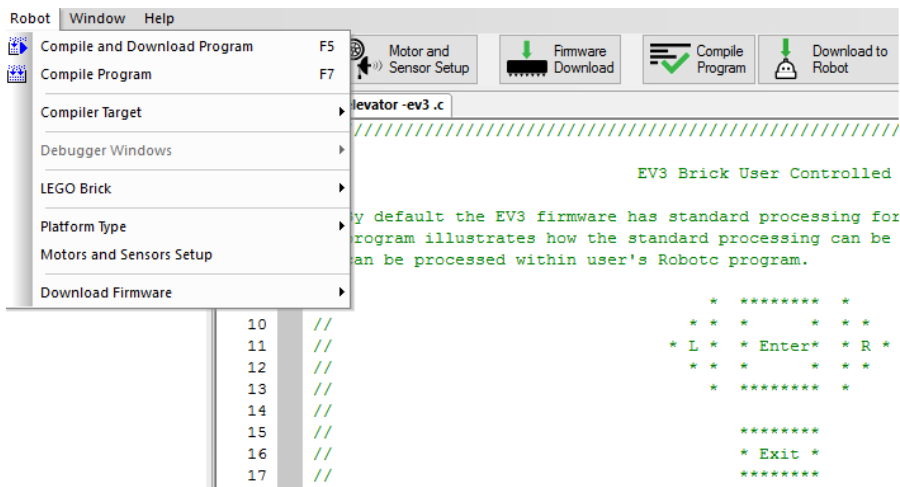 Robot Window Help
Compile and Download Program F5
Compile Program F7
Compiler Target
Debugger Windows
LEGO Brick
Platform Type
Motors and Sensors Setup
Download Firmware
Motor and
Sensor Setup
Firmware
Download
Compile
Program
Download to
Robot
levator -ev3 .c
//////////////////////////////////////////////////////
EV3 Brick User Controlled
y default the EV3 firmware has standard processing for
rogram illustrates how the standard processing can be
an be processed within user's Robotc program.
* ******** *
10 // * * * * * *
11 // * L * * Enter* * R *
12 // * * * * * *
13 // * ******** *
14 //
15 // ********
16 // * Exit *
17 // ********